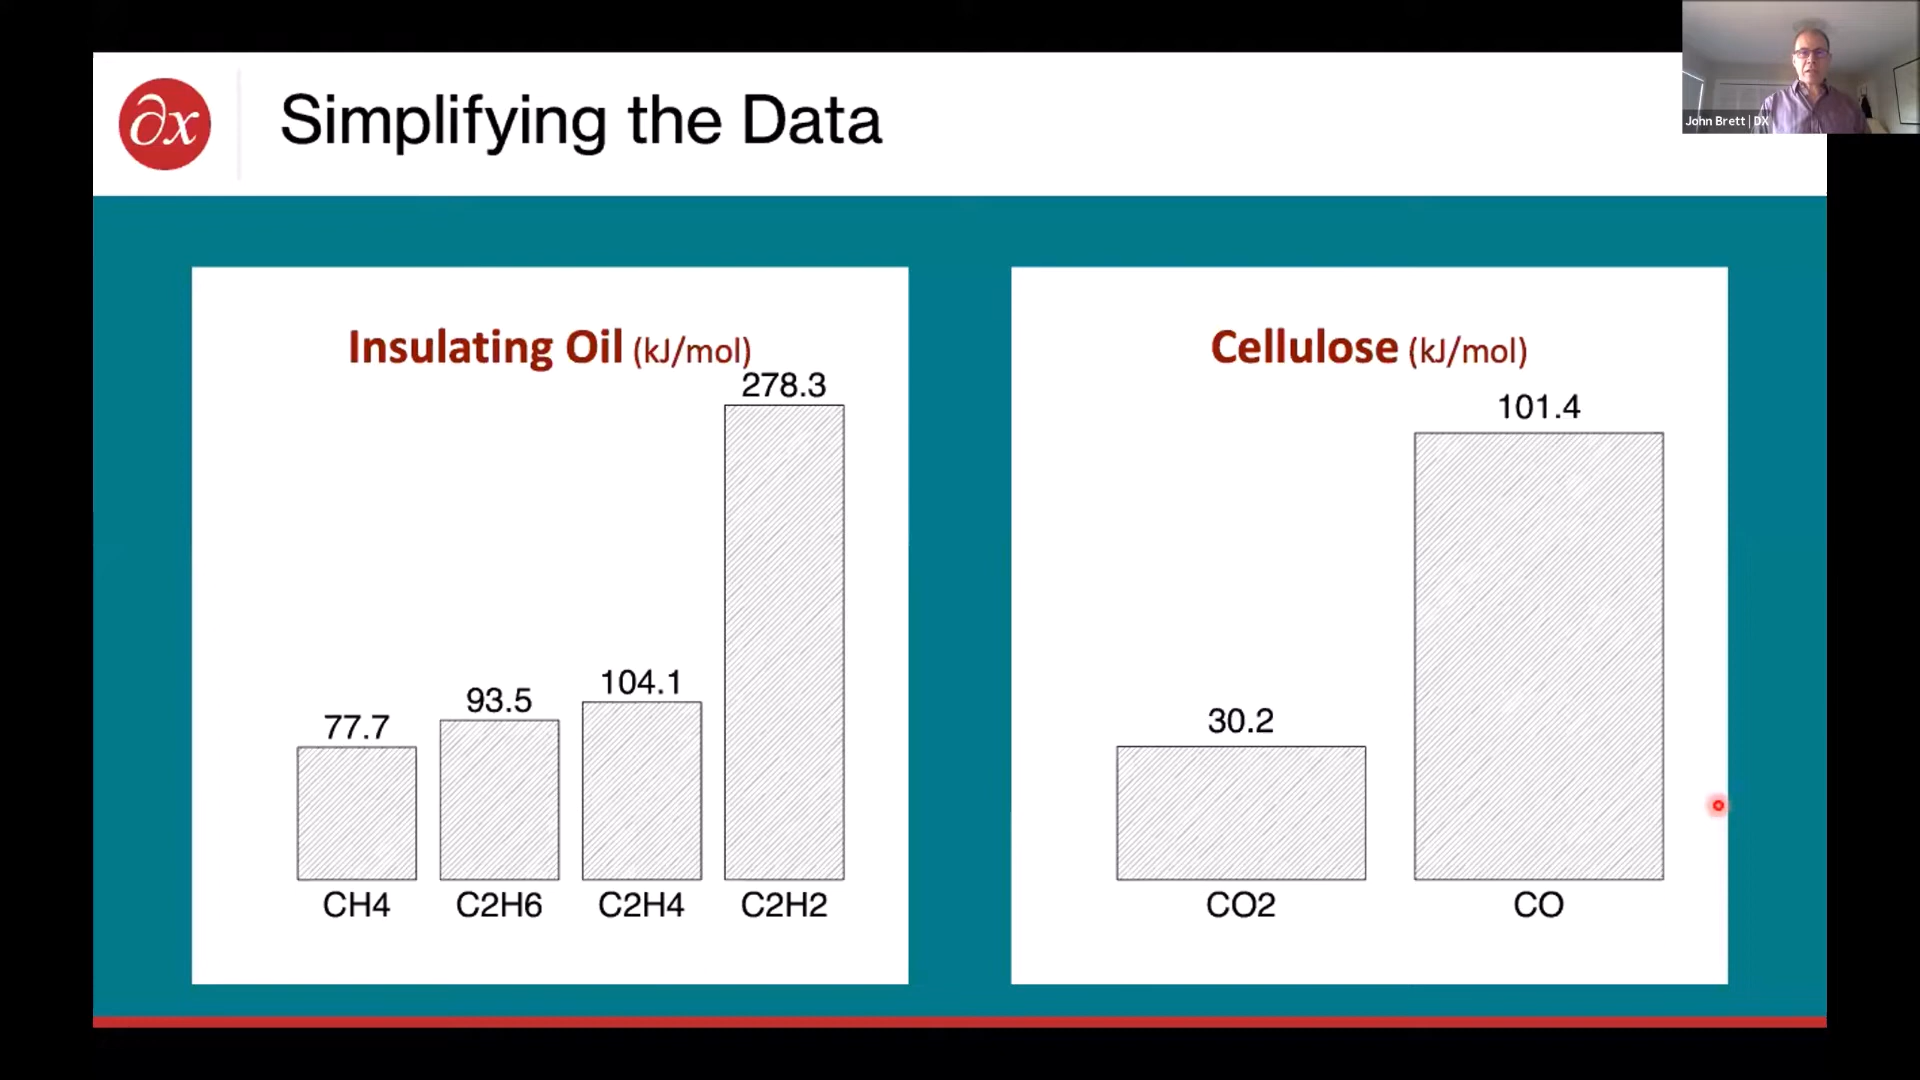 John Brett | DX
∂x
Simplifying the Data
Insulating Oil (kJ/mol)
278.3
104.1
93.5
77.7
CH4 C2H6 C2H4 C2H2
Cellulose (kJ/mol)
101.4
30.2
CO2 CO